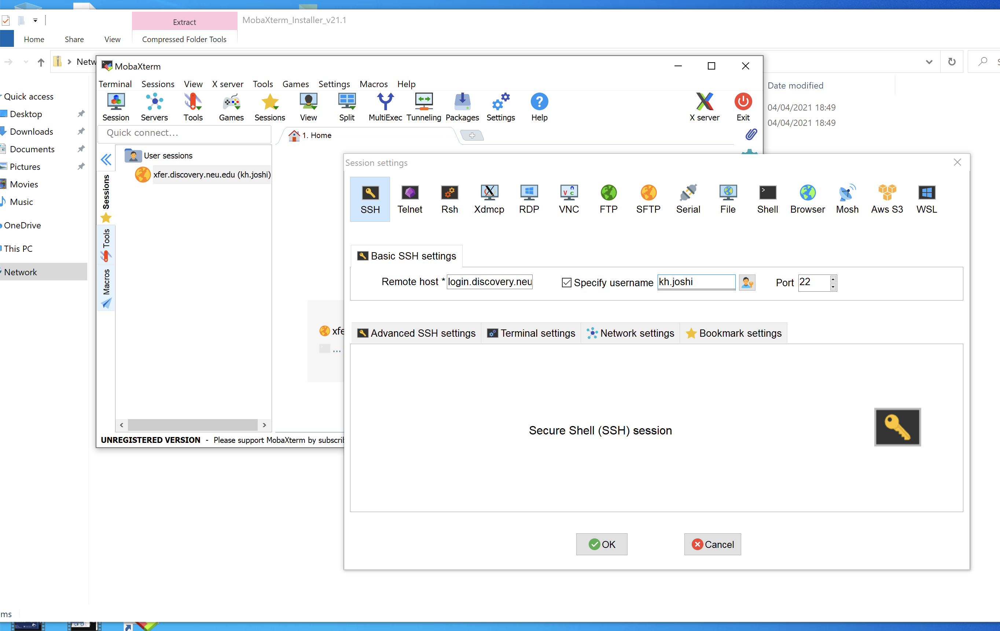 Extract
MobaXterm_Installer_v21.1
Home
Share
View
Compressed Folder Tools
Netw
MobaXterm
Terminal
Sessions
View
X server
Tools
Games
Settings
Macros
Help
Session
Servers
Tools
Games
Sessions
View
Split
MultiExec
Tunneling
Packages
Settings
Help
X server
Exit
Quick connect...
1. Home
Date modified
04/04/2021 18:49
04/04/2021 18:49
Quick access
Desktop
Downloads
Documents
Pictures
Movies
Music
OneDrive
This PC
Network
Sessions
Tools
Macros
User sessions
xfer.discovery.neu.edu (kh.joshi)
xfe
...
UNREGISTERED VERSION - Please support MobaXterm by subscrib
Session settings
SSH
Telnet
Rsh
Xdmcp
RDP
VNC
FTP
SFTP
Serial
File
Shell
Browser
Mosh
Aws S3
WSL
Basic SSH settings
Remote host * login.discovery.neu
Specify username kh.joshi
Port 22
Advanced SSH settings
Terminal settings
Network settings
Bookmark settings
Secure Shell (SSH) session
OK
Cancel
ms